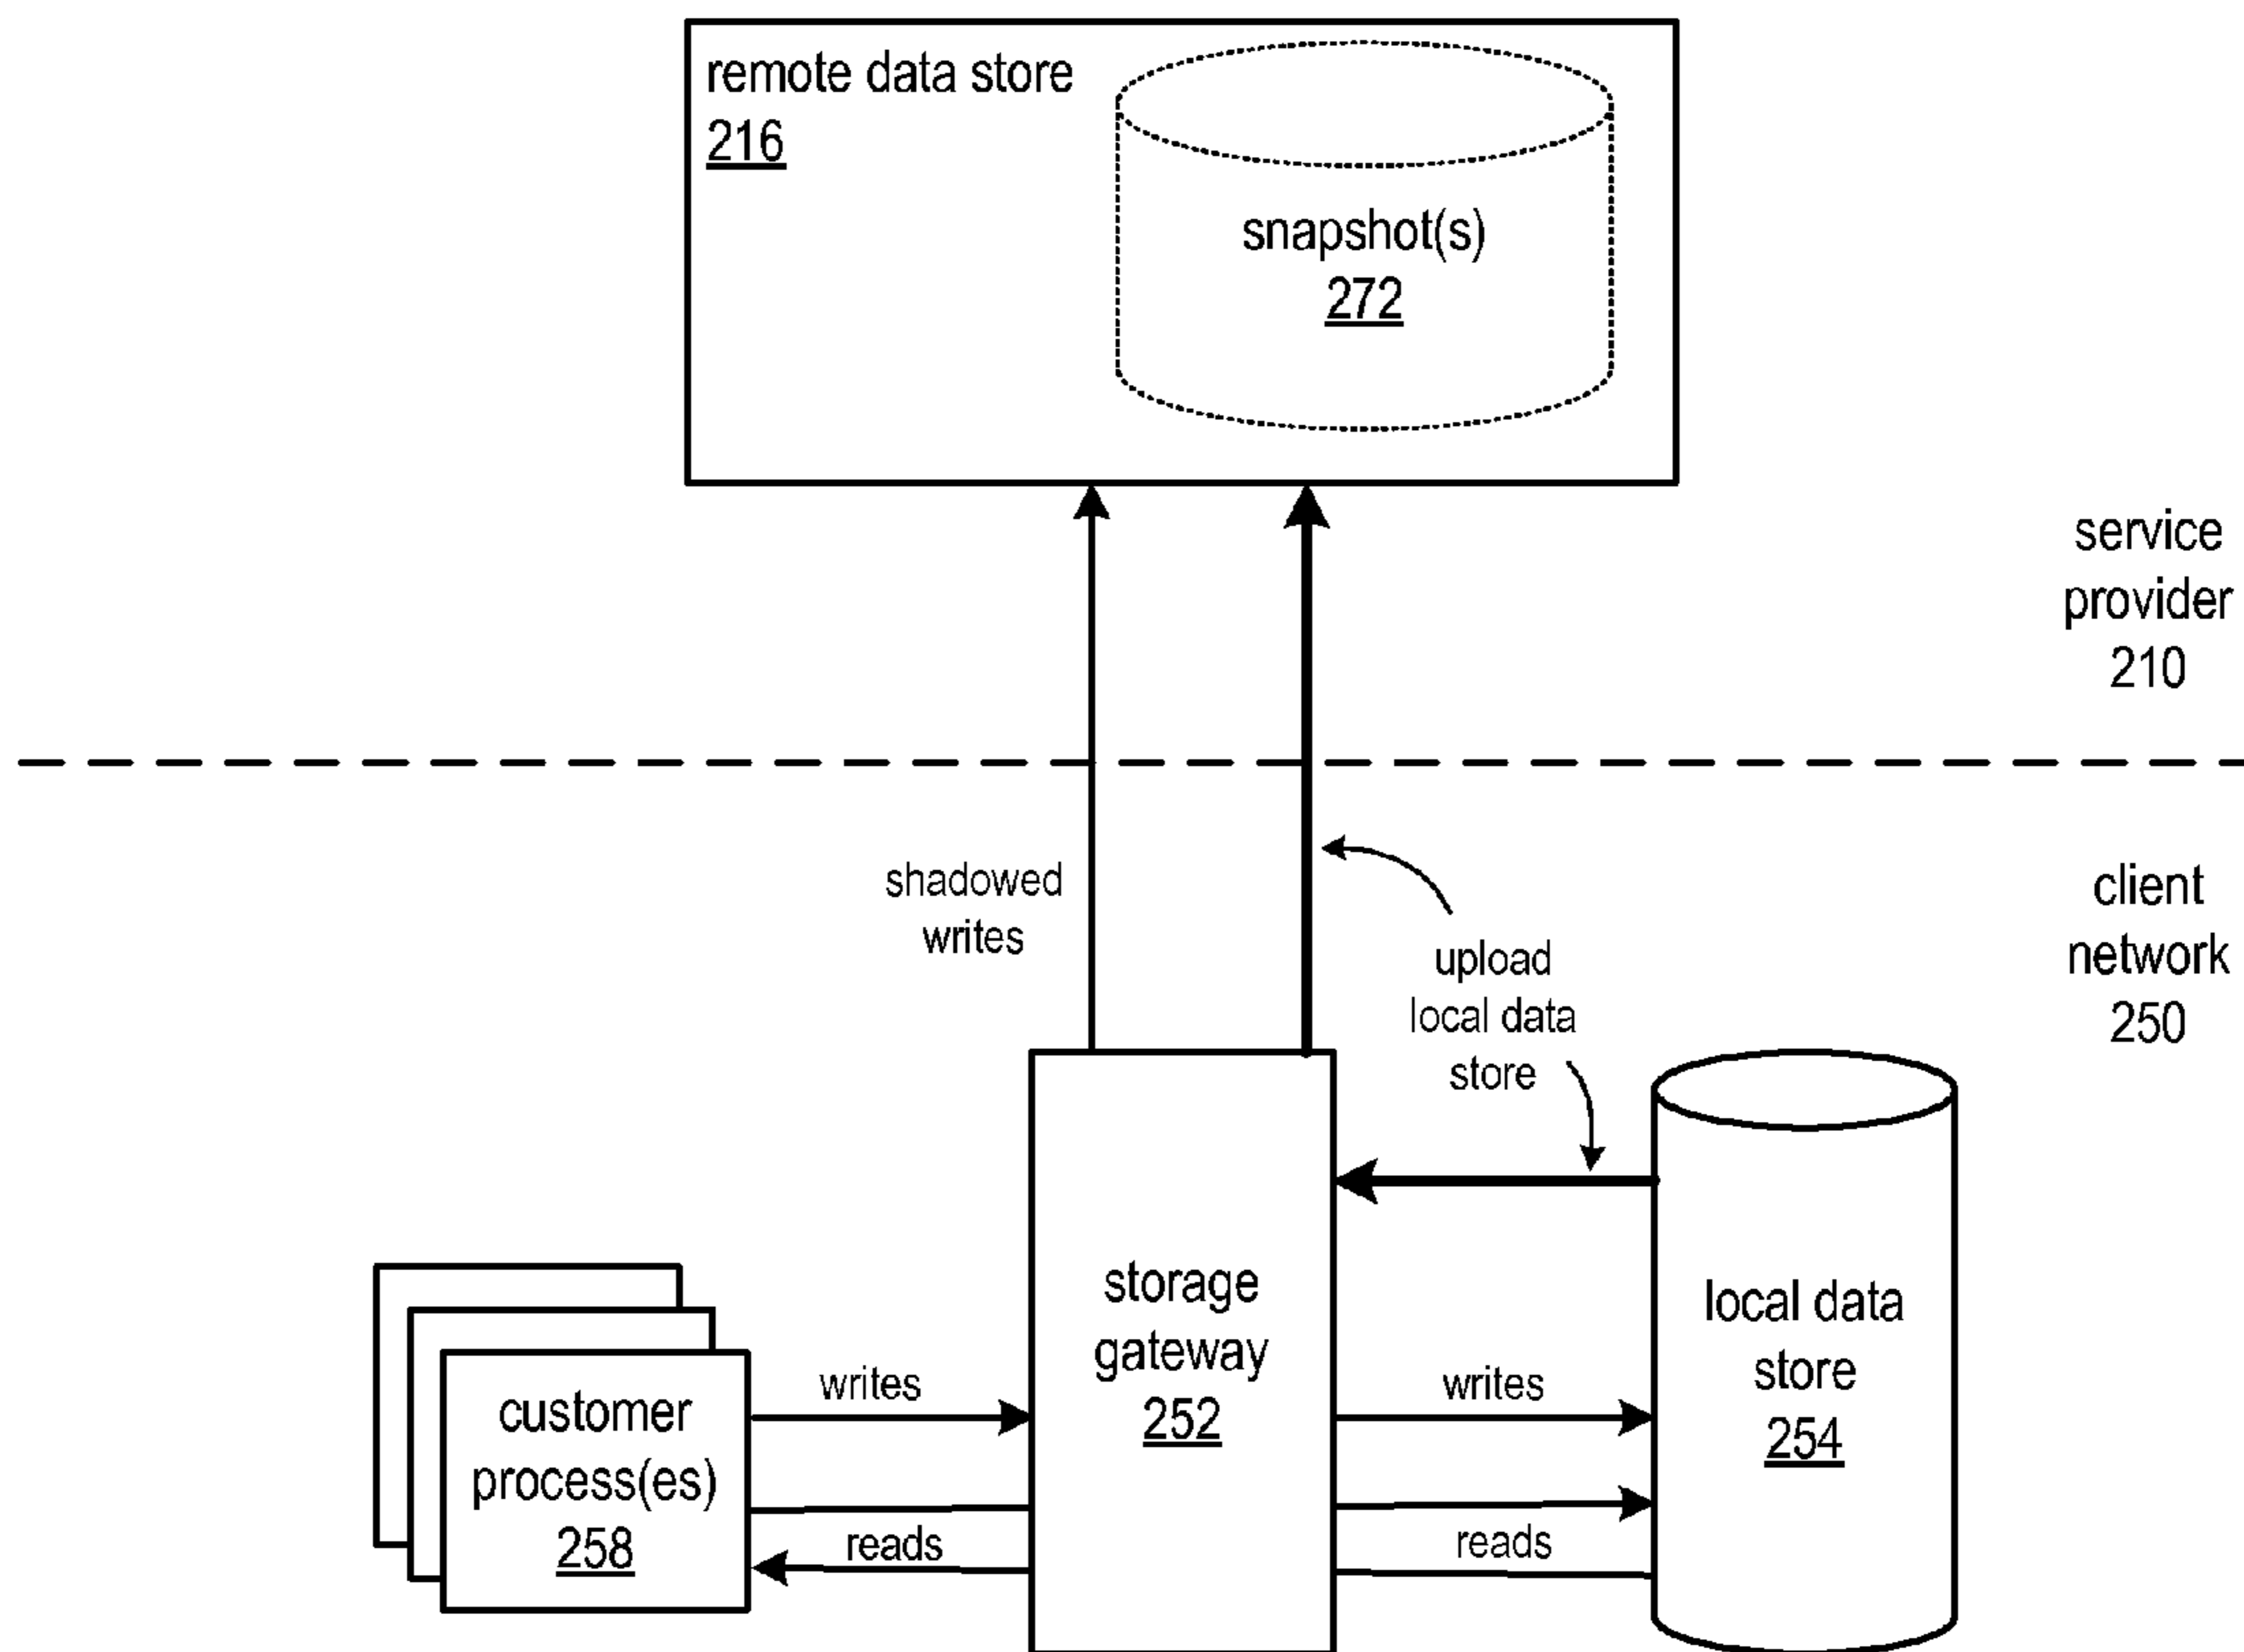 remote data store
216
snapshot(s)
272
service
provider
210
shadowed
writes
client
network
250
upload
local data
store
storage
gateway
252
local data
store
254
customer
process(es)
258
writes
writes
reads
reads